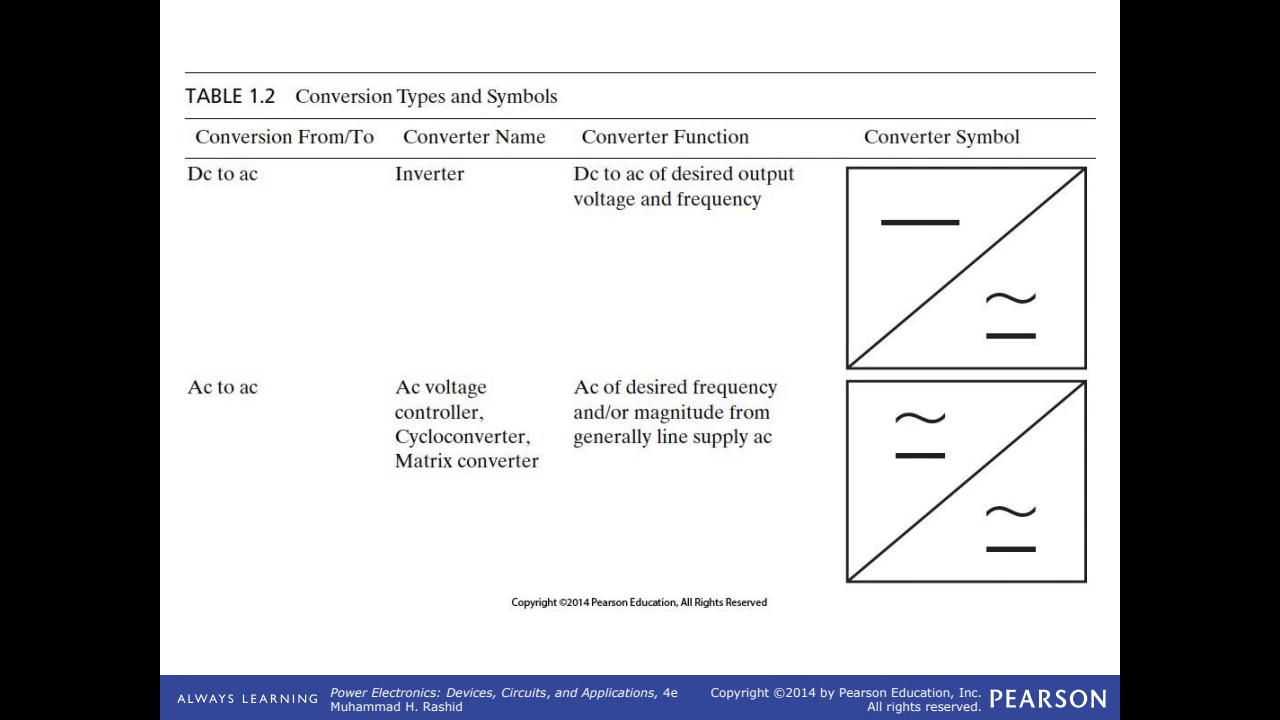 TABLE 1.2 Conversion Types and Symbols
Conversion From/To Converter Name Converter Function Converter Symbol
Dc to ac Inverter Dc to ac of desired output
voltage and frequency
Ac to ac Ac voltage Ac of desired frequency
controller, and/or magnitude from
Cycloconverter, generally line supply ac
Matrix converter
Copyright ©2014 Pearson Education, All Rights Reserved
ALWAYS LEARNING Power Electronics: Devices, Circuits, and Applications, 4e Copyright ©2014 by Pearson Education, Inc. PEARSON
Muhammad H. Rashid All rights reserved.